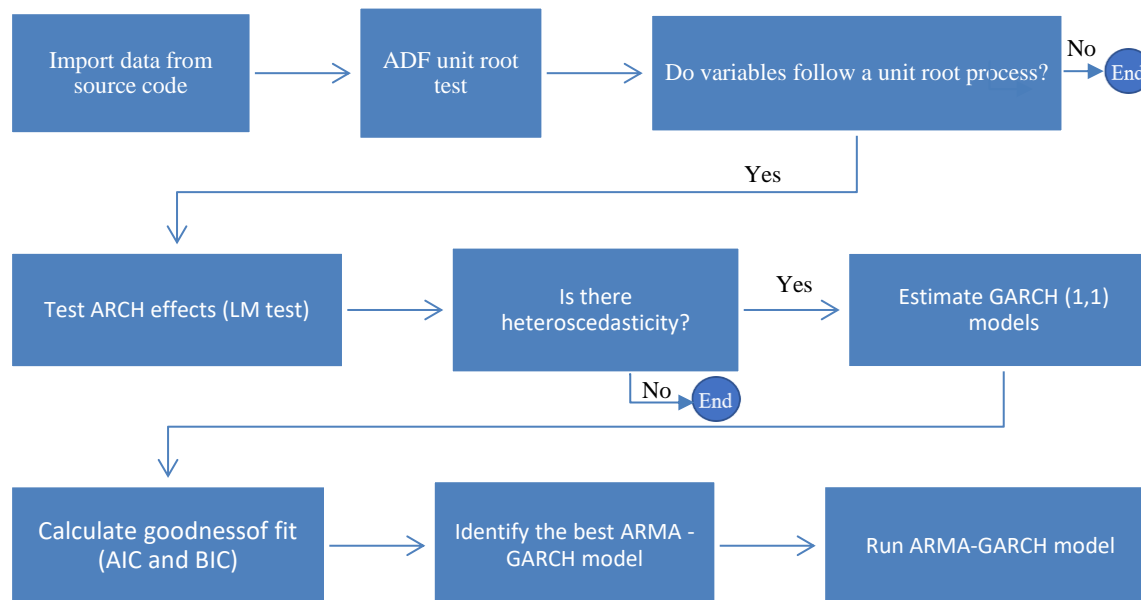 Import data from
source code
ADF unit root
test
Do variables follow a unit root process?
No
End
Yes
Test ARCH effects (LM test)
Is there
heteroscedasticity?
Yes
Estimate GARCH (1,1)
models
No
End
Calculate goodnessof fit
(AIC and BIC)
Identify the best ARMA -
GARCH model
Run ARMA-GARCH model